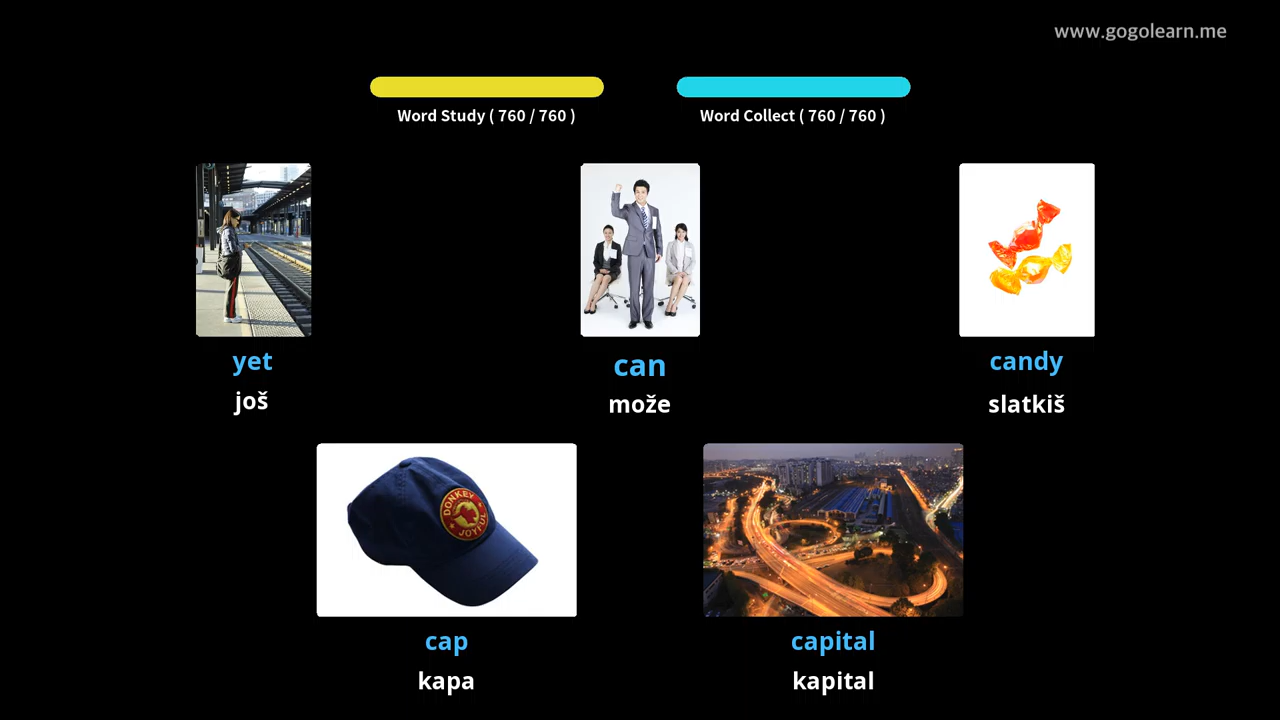 www.gogolearn.me
Word Study ( 760 / 760 )
Word Collect ( 760 / 760 )
yet
još
can
može
candy
slatkiš
DONKEY
JOYFUL
cap
kapa
capital
kapital